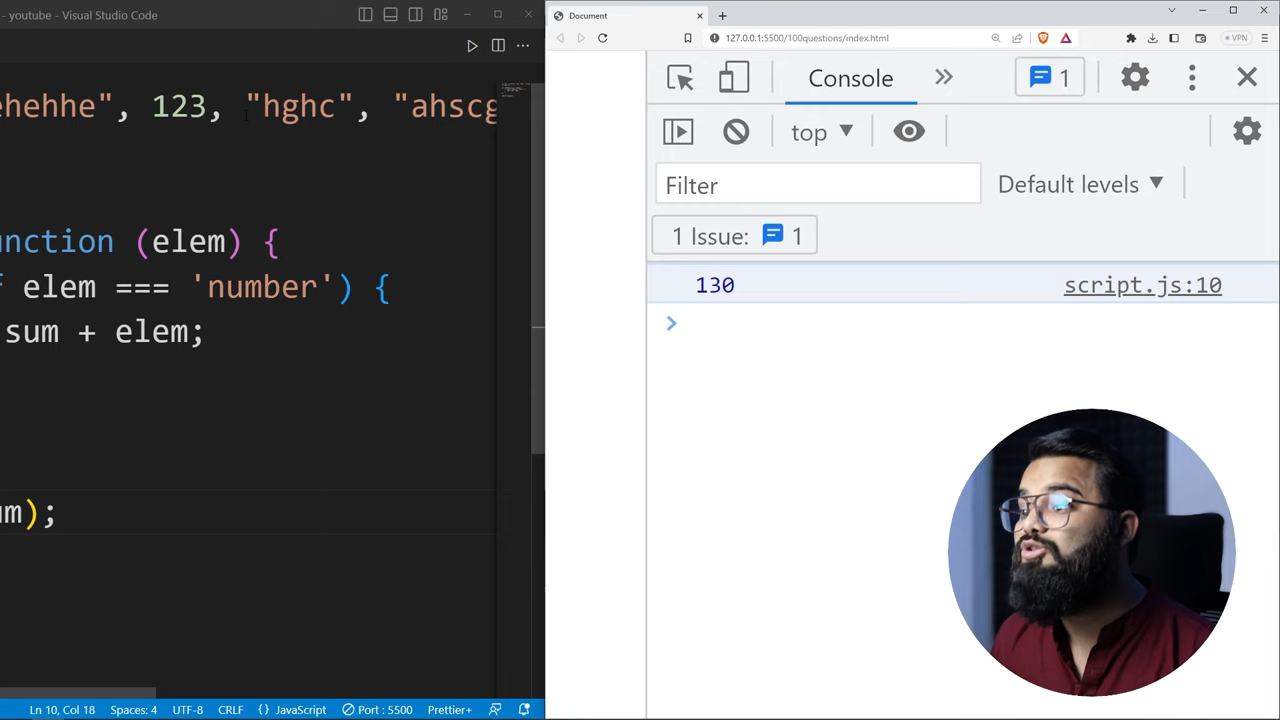 - youtube - Visual Studio Code
ehehhe", 123, "hghc", "ahscg
unction (elem) {
f elem === 'number') {
sum + elem;
um);
Ln 10, Col 18 Spaces: 4 UTF-8 CRLF {} JavaScript Port : 5500 Prettier+
Document
127.0.0.1:5500/100questions/index.html
VPN
Console
1
top
Filter
Default levels
1 Issue: 1
130 script.js:10